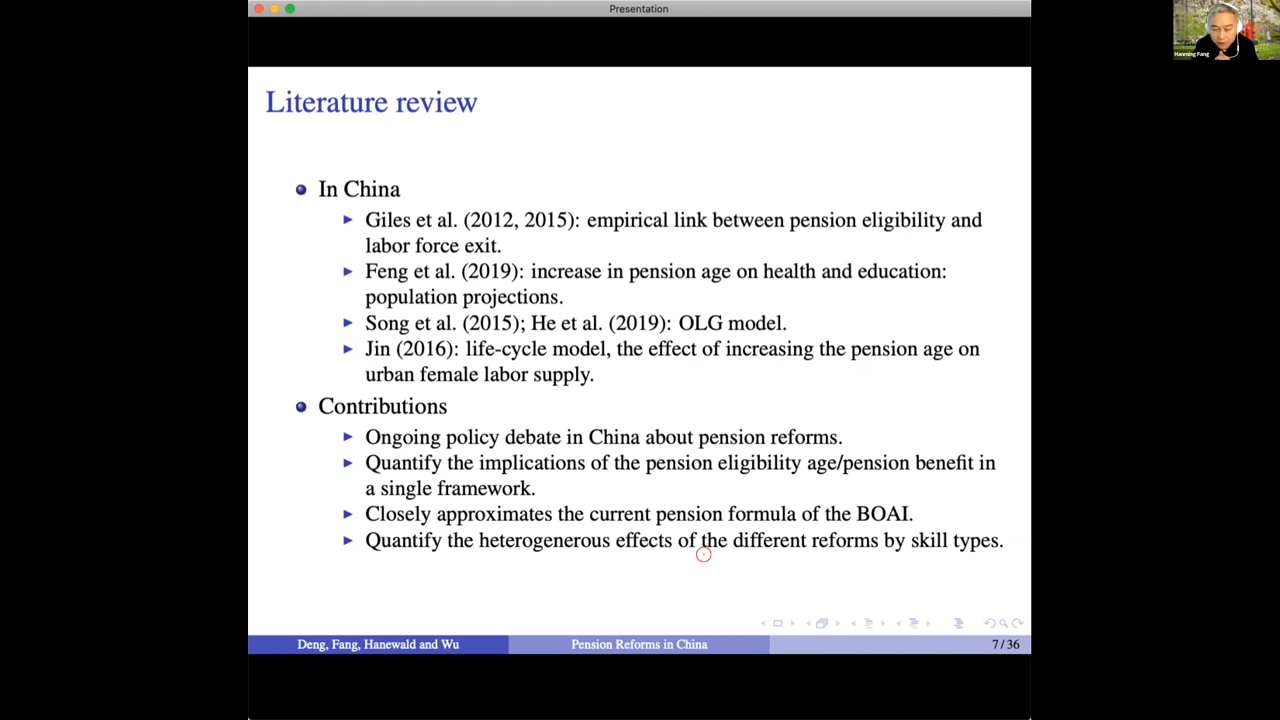 Presentation
Hanming Fang
Literature review
In China
Giles et al. (2012, 2015): empirical link between pension eligibility and
labor force exit.
Feng et al. (2019): increase in pension age on health and education:
population projections.
Song et al. (2015); He et al. (2019): OLG model.
Jin (2016): life-cycle model, the effect of increasing the pension age on
urban female labor supply.
Contributions
Ongoing policy debate in China about pension reforms.
Quantify the implications of the pension eligibility age/pension benefit in
a single framework.
Closely approximates the current pension formula of the BOAI.
Quantify the heterogenerous effects of the different reforms by skill types.
Deng, Fang, Hanewald and Wu
Pension Reforms in China
7/36